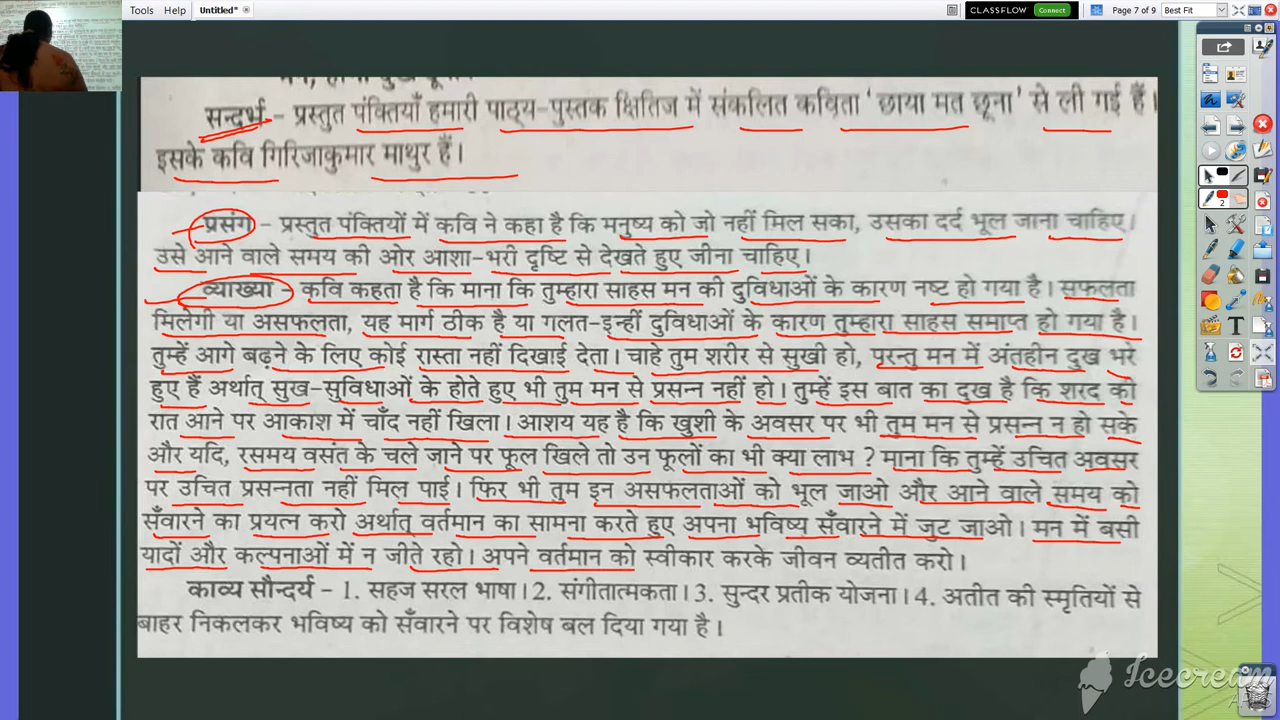 Tools Help Untitled* CLASSFLOW Connect Page 7 of 9 Best Fit
सन्दर्भ - प्रस्तुत पंक्तियाँ हमारी पाठ्य-पुस्तक क्षितिज में संकलित कविता 'छाया मत छूना' से ली गई हैं।
इसके कवि गिरिजाकुमार माथुर हैं।
प्रसंग - प्रस्तुत पंक्तियों में कवि ने कहा है कि मनुष्य को जो नहीं मिल सका, उसका दर्द भूल जाना चाहिए।
उसे आने वाले समय की ओर आशा-भरी दृष्टि से देखते हुए जीना चाहिए।
व्याख्या - कवि कहता है कि माना कि तुम्हारा साहस मन की दुविधाओं के कारण नष्ट हो गया है। सफलता
मिलेगी या असफलता, यह मार्ग ठीक है या गलत-इन्हीं दुविधाओं के कारण तुम्हारा साहस समाप्त हो गया है।
तुम्हें आगे बढ़ने के लिए कोई रास्ता नहीं दिखाई देता। चाहे तुम शरीर से सुखी हो, परन्तु मन में अंतहीन दुख भरे
हुए हैं अर्थात् सुख-सुविधाओं के होते हुए भी तुम मन से प्रसन्न नहीं हो। तुम्हें इस बात का दुख है कि शरद की
रात आने पर आकाश में चाँद नहीं खिला। आशय यह है कि खुशी के अवसर पर भी तुम मन से प्रसन्न न हो सके
और यदि, रसमय वसंत के चले जाने पर फूल खिले तो उन फूलों का भी क्या लाभ ? माना कि तुम्हें उचित अवसर
पर उचित प्रसन्नता नहीं मिल पाई। फिर भी तुम इन असफलताओं को भूल जाओ और आने वाले समय को
सँवारने का प्रयत्न करो अर्थात् वर्तमान का सामना करते हुए अपना भविष्य सँवारने में जुट जाओ। मन में बसी
यादों और कल्पनाओं में न जीते रहो। अपने वर्तमान को स्वीकार करके जीवन व्यतीत करो।
काव्य सौन्दर्य - 1. सहज सरल भाषा। 2. संगीतात्मकता। 3. सुन्दर प्रतीक योजना। 4. अतीत की स्मृतियों से
बाहर निकलकर भविष्य को सँवारने पर विशेष बल दिया गया है।
Icecream
APPS